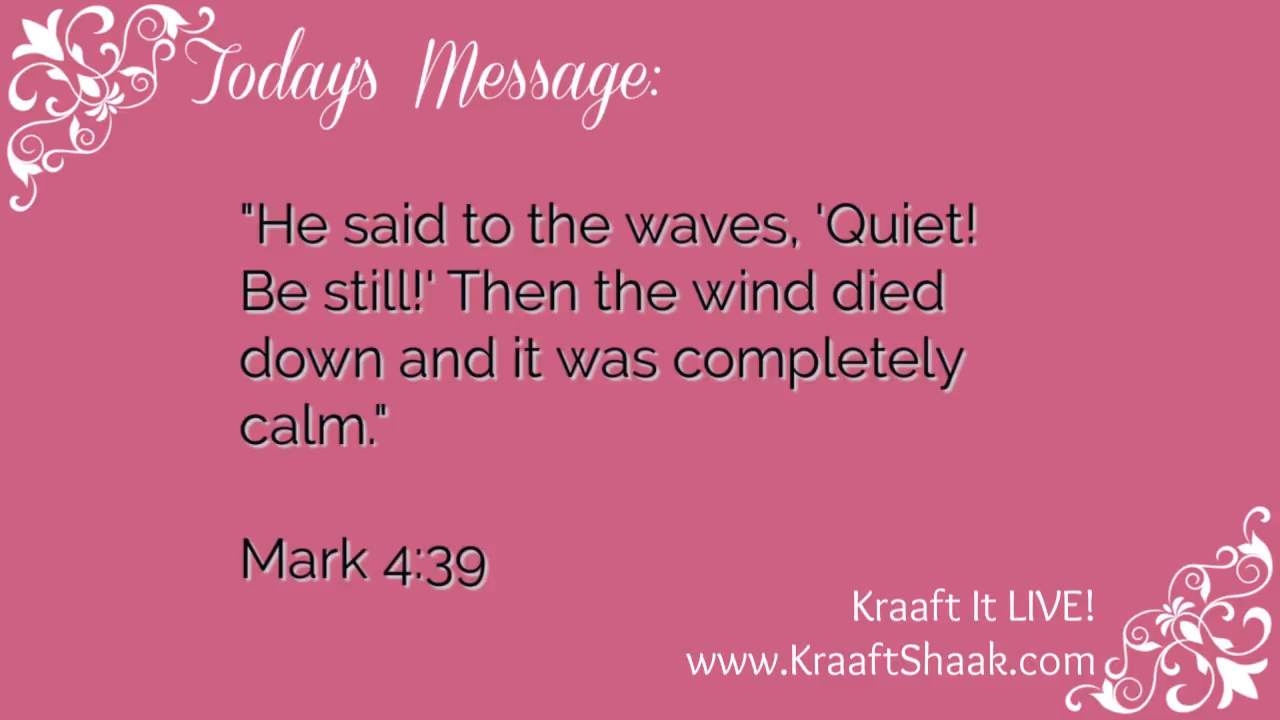 Today's Message:
"He said to the waves, 'Quiet!
Be still!' Then the wind died
down and it was completely
calm."
Mark 4:39
Kraaft It LIVE!
www.KraaftShaak.com